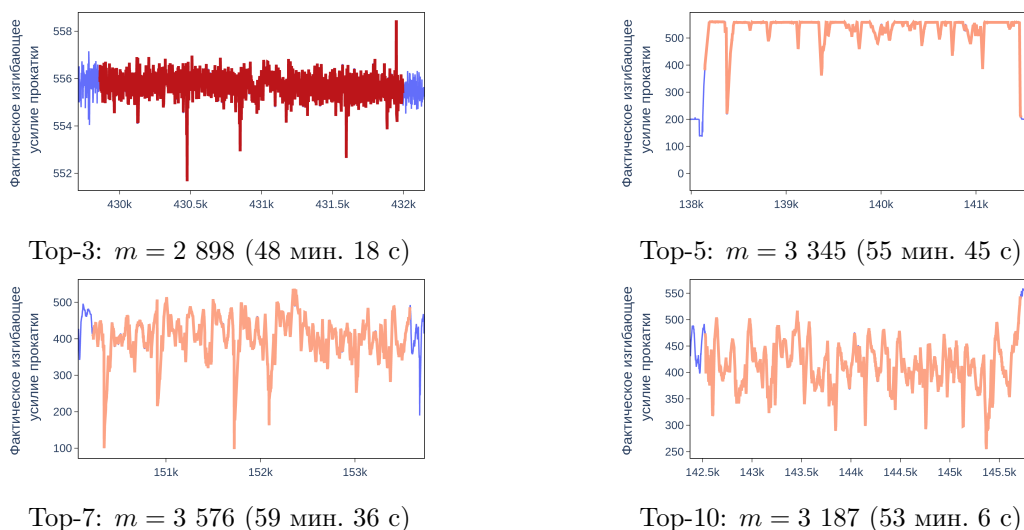 Фактическое изгибающее
усилие прокатки
558
556
554
552
430k
430.5k
431k
431.5k
432k
Top-3: m = 2 898 (48 мин. 18 с)
Фактическое изгибающее
усилие прокатки
500
400
300
200
100
0
138k
139k
140k
141k
Top-5: m = 3 345 (55 мин. 45 с)
Фактическое изгибающее
усилие прокатки
500
400
300
200
100
151k
152k
153k
Top-7: m = 3 576 (59 мин. 36 с)
Фактическое изгибающее
усилие прокатки
550
500
450
400
350
300
250
142.5k
143k
143.5k
144k
144.5k
145k
145.5k
Top-10: m = 3 187 (53 мин. 6 с)